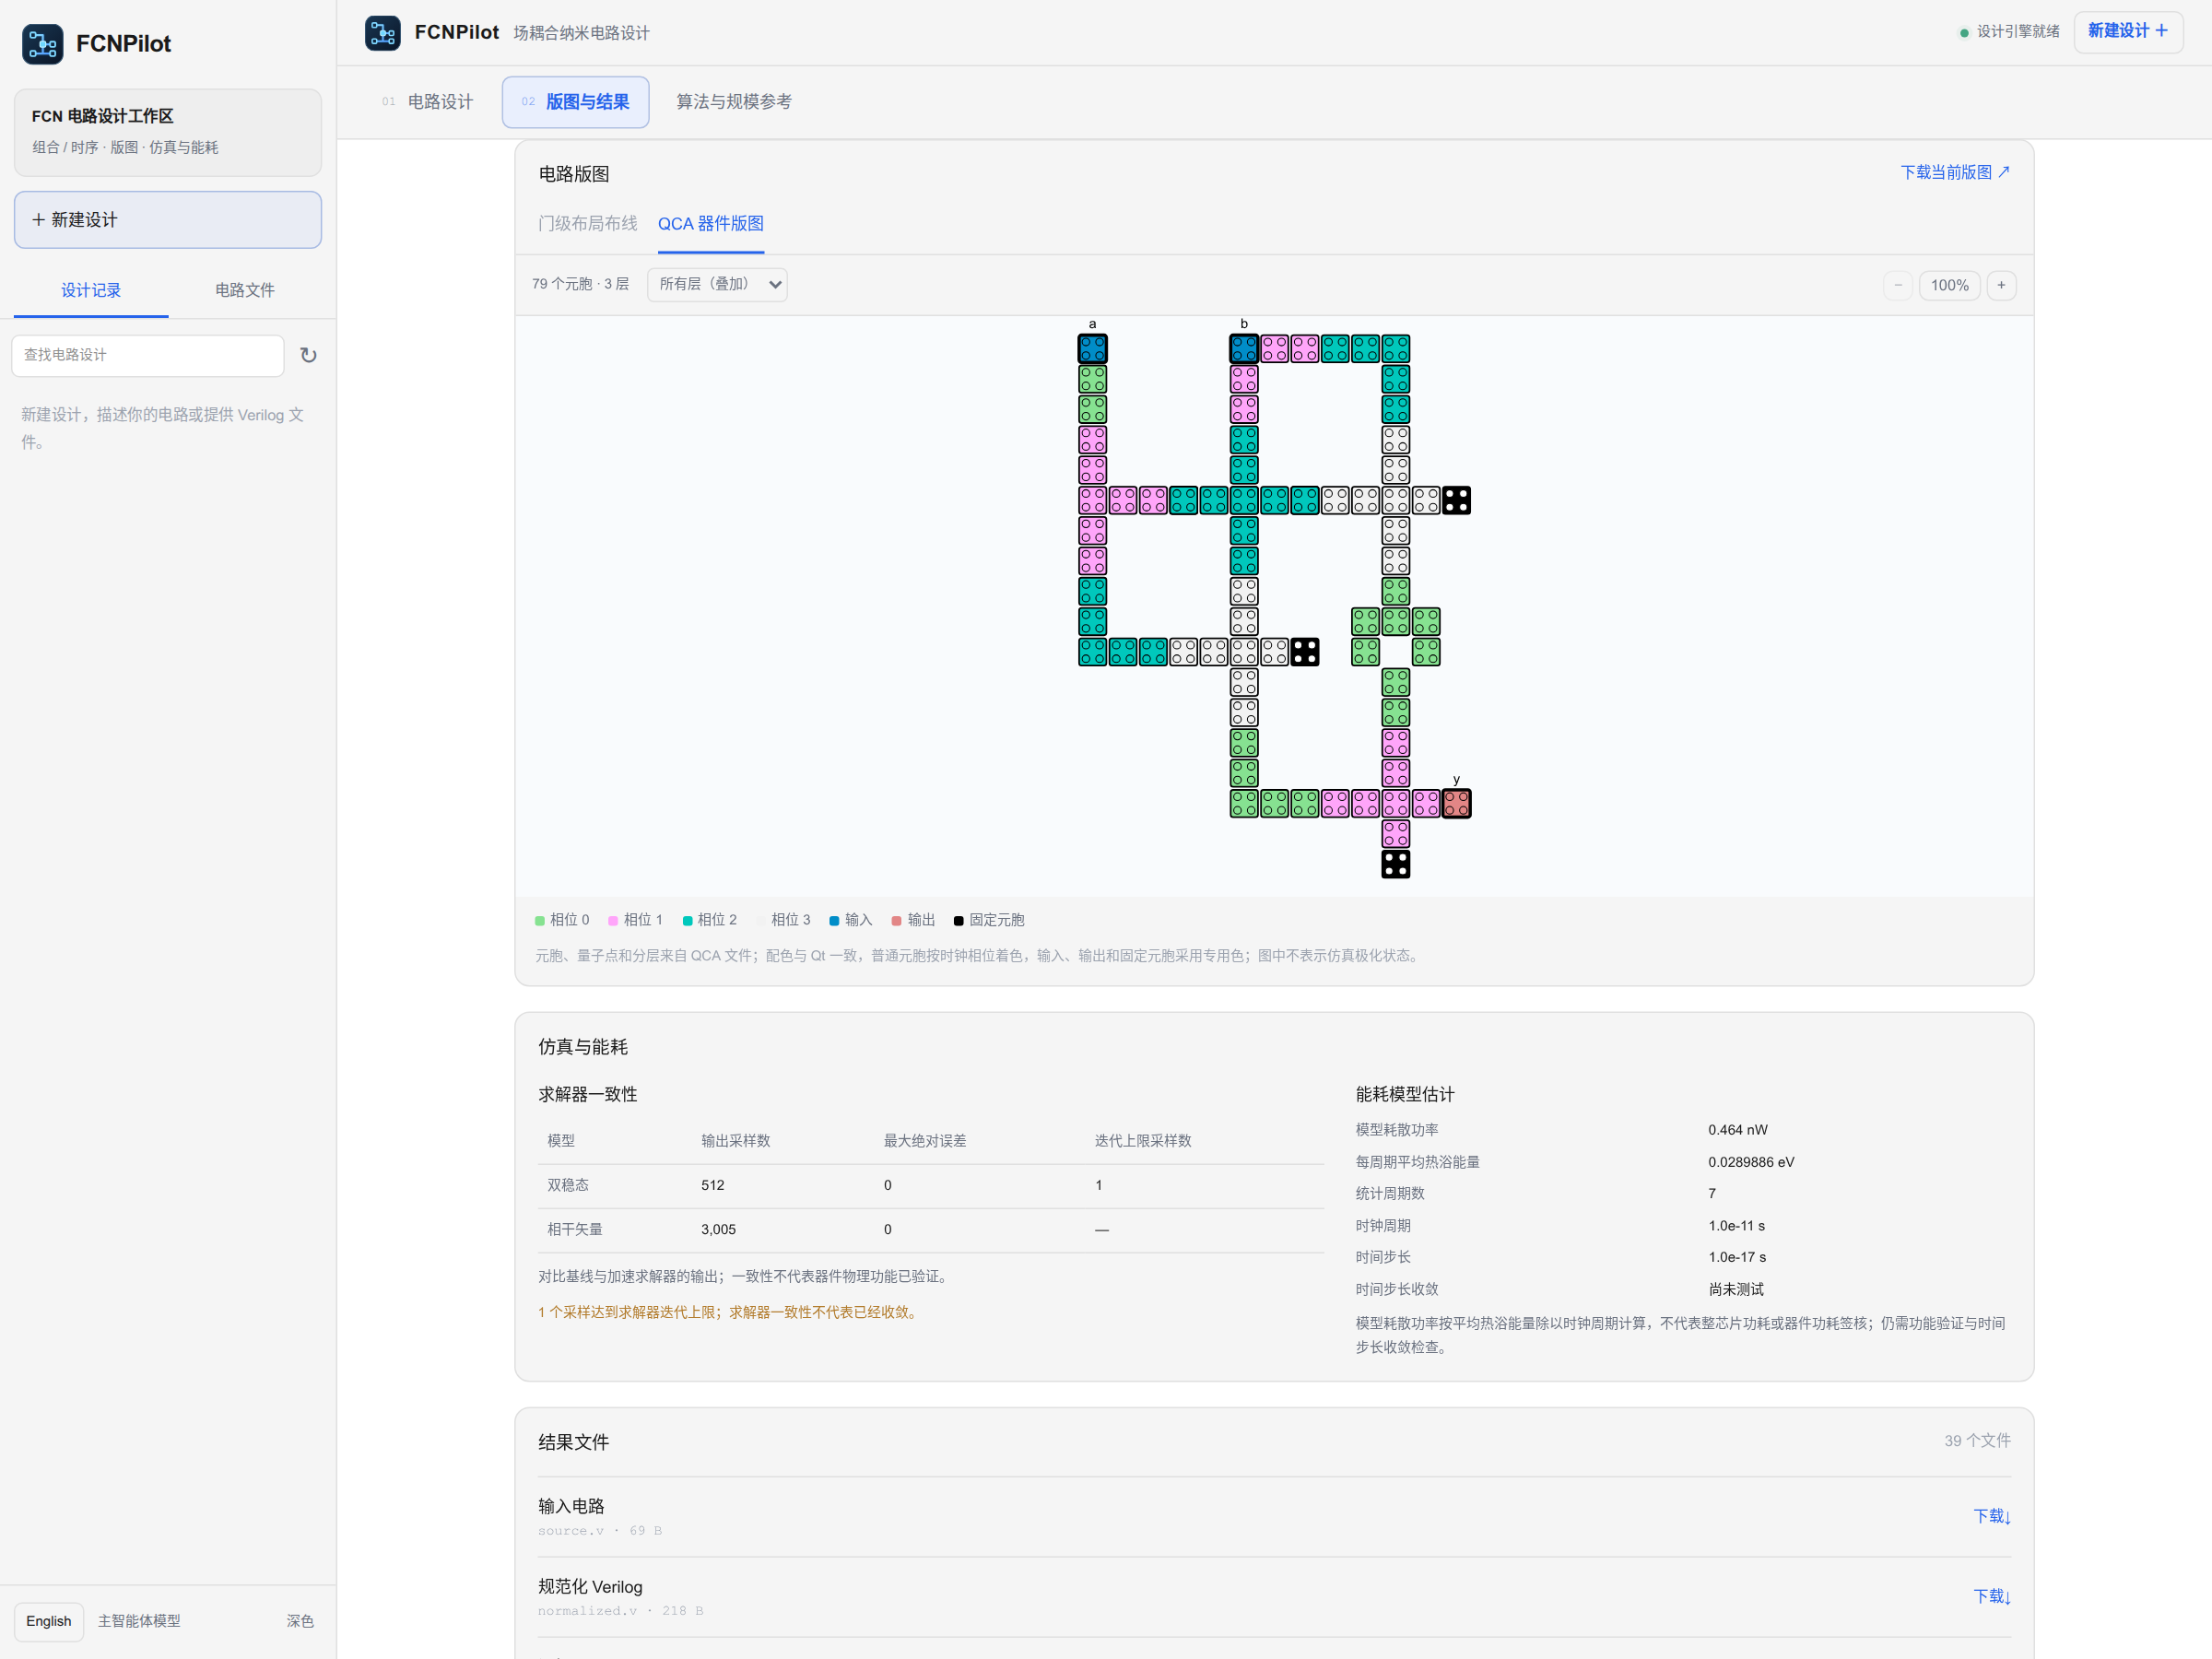 FCNPilot
FCN 电路设计工作区
组合 / 时序 · 版图 · 仿真与能耗
＋ 新建设计
设计记录
电路文件
查找电路设计
↻
新建设计，描述你的电路或提供 Verilog 文
件。
English
主智能体模型
深色
FCNPilot 场耦合纳米电路设计
设计引擎就绪
新建设计 ＋
01 电路设计
02 版图与结果
算法与规模参考
电路版图
下载当前版图 ↗
门级布局布线
QCA 器件版图
79 个元胞 · 3 层
所有层（叠加）
−
100%
+
a
b
y
相位 0
相位 1
相位 2
相位 3
输入
输出
固定元胞
元胞、量子点和分层来自 QCA 文件；配色与 Qt 一致，普通元胞按时钟相位着色，输入、输出和固定元胞采用专用色；图中不表示仿真极化状态。
仿真与能耗
求解器一致性
模型 输出采样数 最大绝对误差 迭代上限采样数
双稳态 512 0 1
相干矢量 3,005 0 —
对比基线与加速求解器的输出；一致性不代表器件物理功能已验证。
1 个采样达到求解器迭代上限；求解器一致性不代表已经收敛。
能耗模型估计
模型耗散功率 0.464 nW
每周期平均热浴能量 0.0289886 eV
统计周期数 7
时钟周期 1.0e-11 s
时间步长 1.0e-17 s
时间步长收敛 尚未测试
模型耗散功率按平均热浴能量除以时钟周期计算，不代表整芯片功耗或器件功耗签核；仍需功能验证与时间
步长收敛检查。
结果文件
39 个文件
输入电路
source.v · 69 B
下载↓
规范化 Verilog
normalized.v · 218 B
下载↓